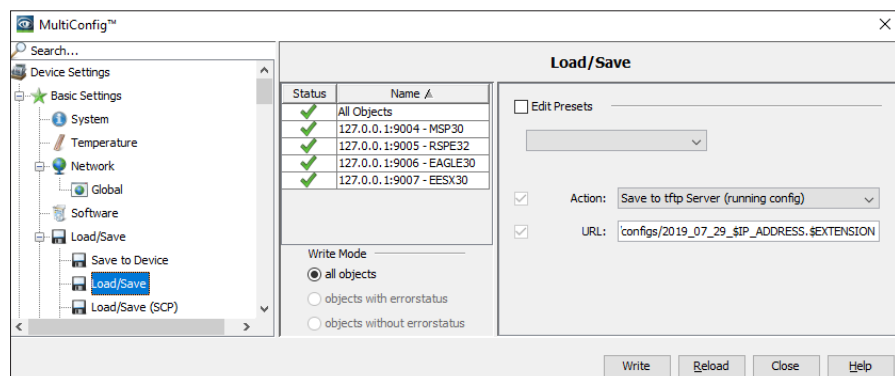 MultiConfig™
Search...
Device Settings
Basic Settings
System
Temperature
Network
Global
Software
Load/Save
Save to Device
Load/Save
Load/Save (SCP)
Status Name
All Objects
127.0.0.1:9004 - MSP30
127.0.0.1:9005 - RSPE32
127.0.0.1:9006 - EAGLE30
127.0.0.1:9007 - EESX30
Write Mode
all objects
objects with errorstatus
objects without errorstatus
Load/Save
Edit Presets
Action: Save to tftp Server (running config)
URL: configs/2019_07_29_$IP_ADDRESS.$EXTENSION
Write Reload Close Help